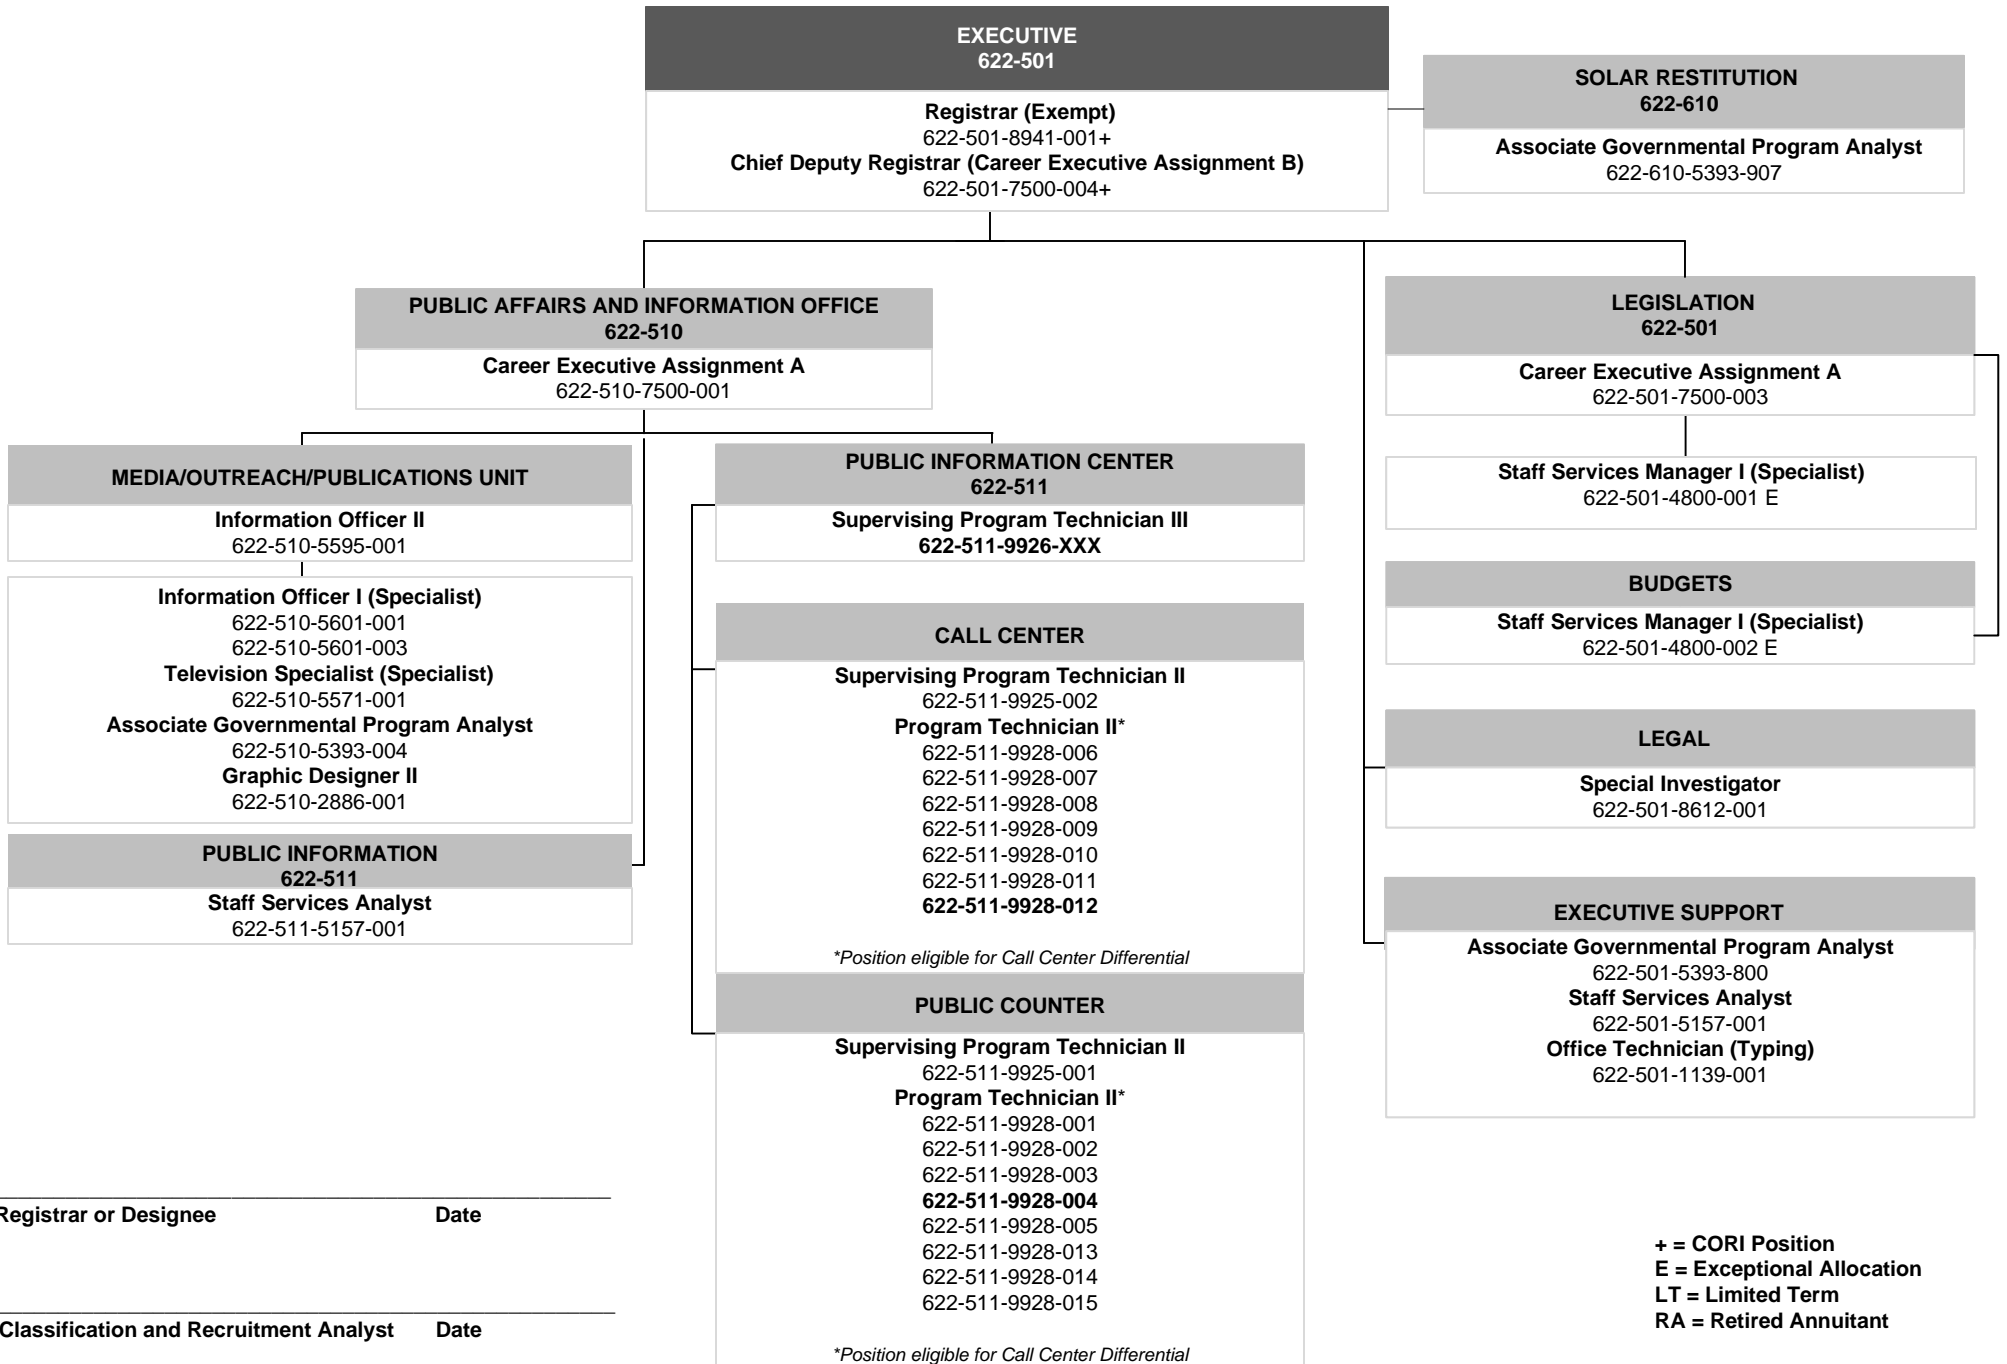 EXECUTIVE
622-501
Registrar (Exempt)
622-501-8941-001+
Chief Deputy Registrar (Career Executive Assignment B)
622-501-7500-004+
SOLAR RESTITUTION
622-610
Associate Governmental Program Analyst
622-610-5393-907
PUBLIC AFFAIRS AND INFORMATION OFFICE
622-510
Career Executive Assignment A
622-510-7500-001
MEDIA/OUTREACH/PUBLICATIONS UNIT
Information Officer II
622-510-5595-001
Information Officer I (Specialist)
622-510-5601-001
622-510-5601-003
Television Specialist (Specialist)
622-510-5571-001
Associate Governmental Program Analyst
622-510-5393-004
Graphic Designer II
622-510-2886-001
PUBLIC INFORMATION
622-511
Staff Services Analyst
622-511-5157-001
PUBLIC INFORMATION CENTER
622-511
Supervising Program Technician III
622-511-9926-XXX
CALL CENTER
Supervising Program Technician II
622-511-9925-002
Program Technician II*
622-511-9928-006
622-511-9928-007
622-511-9928-008
622-511-9928-009
622-511-9928-010
622-511-9928-011
622-511-9928-012
*Position eligible for Call Center Differential
PUBLIC COUNTER
Supervising Program Technician II
622-511-9925-001
Program Technician II*
622-511-9928-001
622-511-9928-002
622-511-9928-003
622-511-9928-004
622-511-9928-005
622-511-9928-013
622-511-9928-014
622-511-9928-015
*Position eligible for Call Center Differential
LEGISLATION
622-501
Career Executive Assignment A
622-501-7500-003
Staff Services Manager I (Specialist)
622-501-4800-001 E
BUDGETS
Staff Services Manager I (Specialist)
622-501-4800-002 E
LEGAL
Special Investigator
622-501-8612-001
EXECUTIVE SUPPORT
Associate Governmental Program Analyst
622-501-5393-800
Staff Services Analyst
622-501-5157-001
Office Technician (Typing)
622-501-1139-001
Registrar or Designee Date
Classification and Recruitment Analyst Date
+ = CORI Position
E = Exceptional Allocation
LT = Limited Term
RA = Retired Annuitant